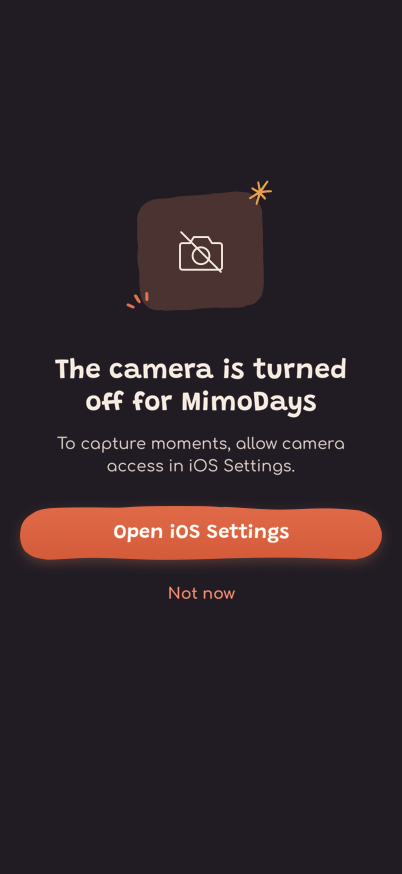 The camera is turned
off for MimoDays
To capture moments, allow camera
access in iOS Settings.
Open iOS Settings
Not now